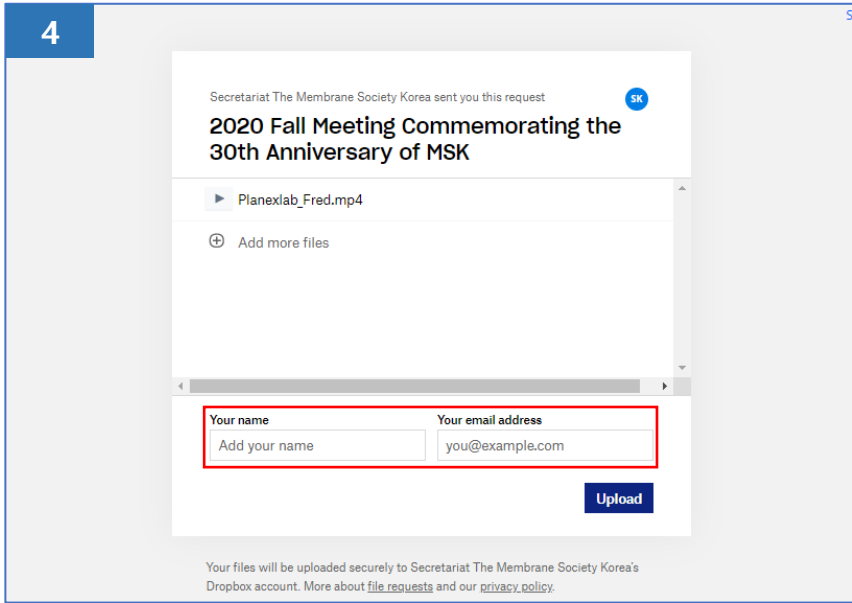 4
S
Secretariat The Membrane Society Korea sent you this request
SK
2020 Fall Meeting Commemorating the
30th Anniversary of MSK
Planexlab_Fred.mp4
Add more files
Your name
Your email address
Add your name
you@example.com
Upload
Your files will be uploaded securely to Secretariat The Membrane Society Korea's
Dropbox account. More about file requests and our privacy policy.